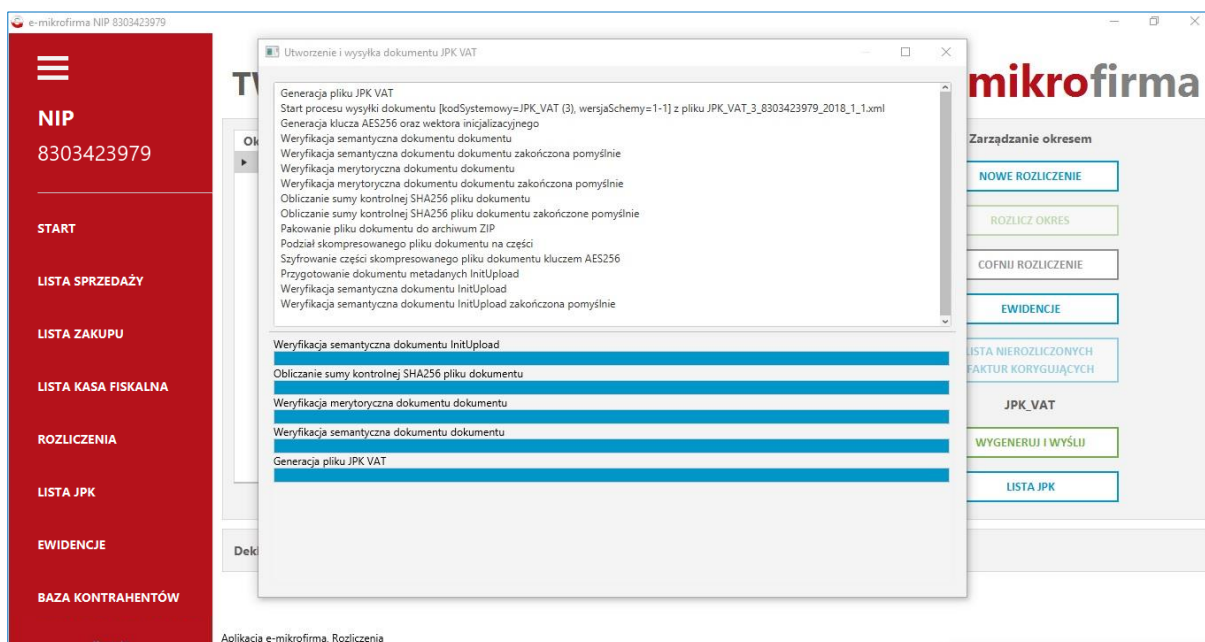 e-mikrofirma NIP 8303423979
NIP
8303423979
START
LISTA SPRZEDAŻY
LISTA ZAKUPU
LISTA KASA FISKALNA
ROZLICZENIA
LISTA JPK
EWIDENCJE
BAZA KONTRAHENTÓW
Utworzenie i wysyłka dokumentu JPK VAT
Generacja pliku JPK VAT
Start procesu wysyłki dokumentu [kodSystemowy=JPK_VAT (3), wersjaSchemy=1-1] z pliku JPK_VAT_3_8303423979_2018_1_1.xml
Generacja klucza AES256 oraz wektora inicjalizacyjnego
Weryfikacja semantyczna dokumentu dokumentu
Weryfikacja semantyczna dokumentu dokumentu zakończona pomyślnie
Weryfikacja merytoryczna dokumentu dokumentu
Weryfikacja merytoryczna dokumentu dokumentu zakończona pomyślnie
Obliczanie sumy kontrolnej SHA256 pliku dokumentu
Obliczanie sumy kontrolnej SHA256 pliku dokumentu zakończone pomyślnie
Pakowanie pliku dokumentu do archiwum ZIP
Podział skompresowanego pliku dokumentu na części
Szyfrowanie części skompresowanego pliku dokumentu kluczem AES256
Przygotowanie dokumentu metadanych InitUpload
Weryfikacja semantyczna dokumentu InitUpload
Weryfikacja semantyczna dokumentu InitUpload zakończona pomyślnie
Weryfikacja semantyczna dokumentu InitUpload
Obliczanie sumy kontrolnej SHA256 pliku dokumentu
Weryfikacja merytoryczna dokumentu dokumentu
Weryfikacja semantyczna dokumentu dokumentu
Generacja pliku JPK VAT
mikrofirma
Zarządzanie okresem
NOWE ROZLICZENIE
ROZLICZ OKRES
COFNIJ ROZLICZENIE
EWIDENCJE
LISTA NIEROZLICZONYCH
FAKTUR KORYGUJĄCYCH
JPK_VAT
WYGENERUJ I WYŚLIJ
LISTA JPK
Aplikacja e-mikrofirma. Rozliczenia